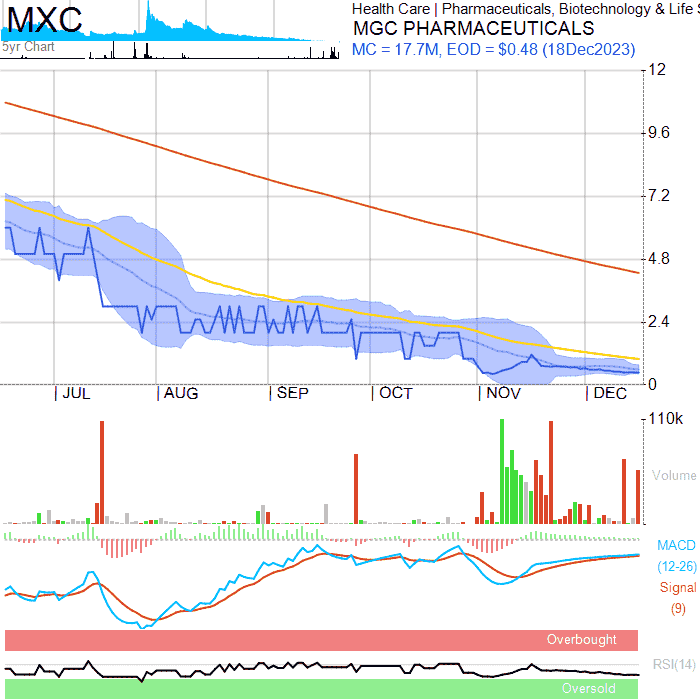 MXC
5yr Chart
Health Care | Pharmaceuticals, Biotechnology & Life S
MGC PHARMACEUTICALS
MC = 17.7M, EOD = $0.48 (18Dec2023)
12
9.6
7.2
4.8
2.4
0
JUL AUG SEP OCT NOV DEC
110k
Volume
MACD
(12-26)
Signal
(9)
Overbought
RSI(14)
Oversold